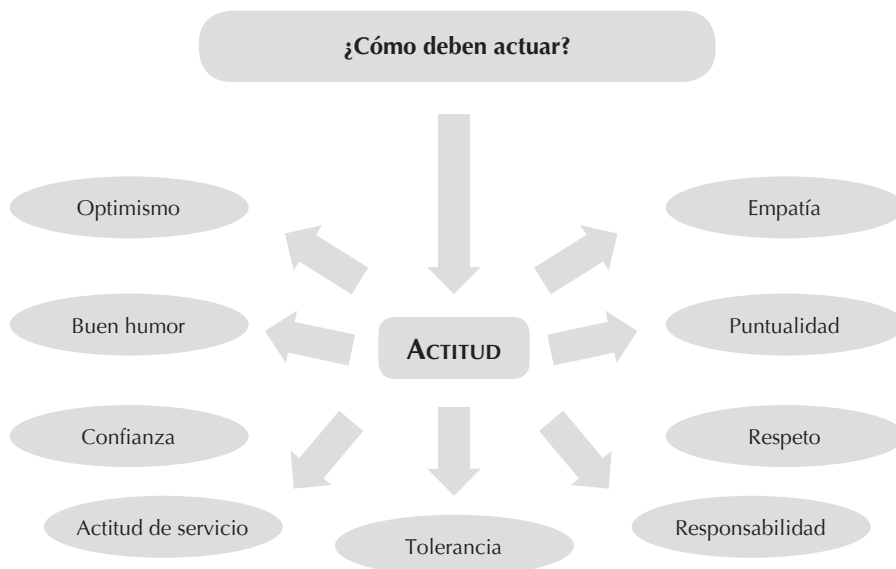 ¿Cómo deben actuar?
Optimismo
Empatía
Buen humor
Puntualidad
ACTITUD
Confianza
Respeto
Actitud de servicio
Tolerancia
Responsabilidad